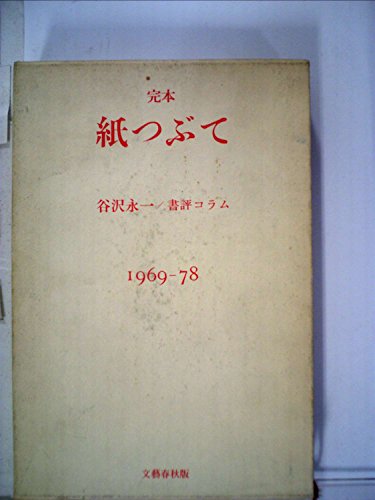 完本
紙つぶて
谷沢永一/書評コラム
1969-78
文藝春秋版